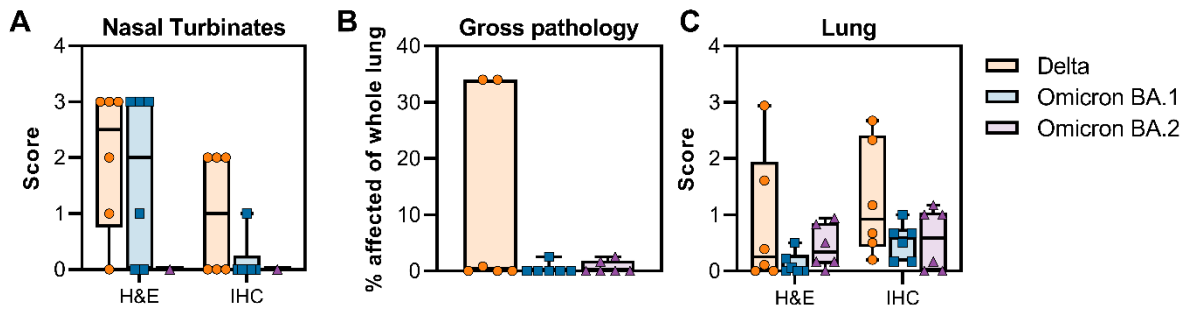 A
Nasal Turbinates
Score
4
3
2
1
0
H&E
IHC
B
Gross pathology
% affected of whole lung
40
30
20
10
0
C
Lung
Score
4
3
2
1
0
H&E
IHC
Delta
Omicron BA.1
Omicron BA.2